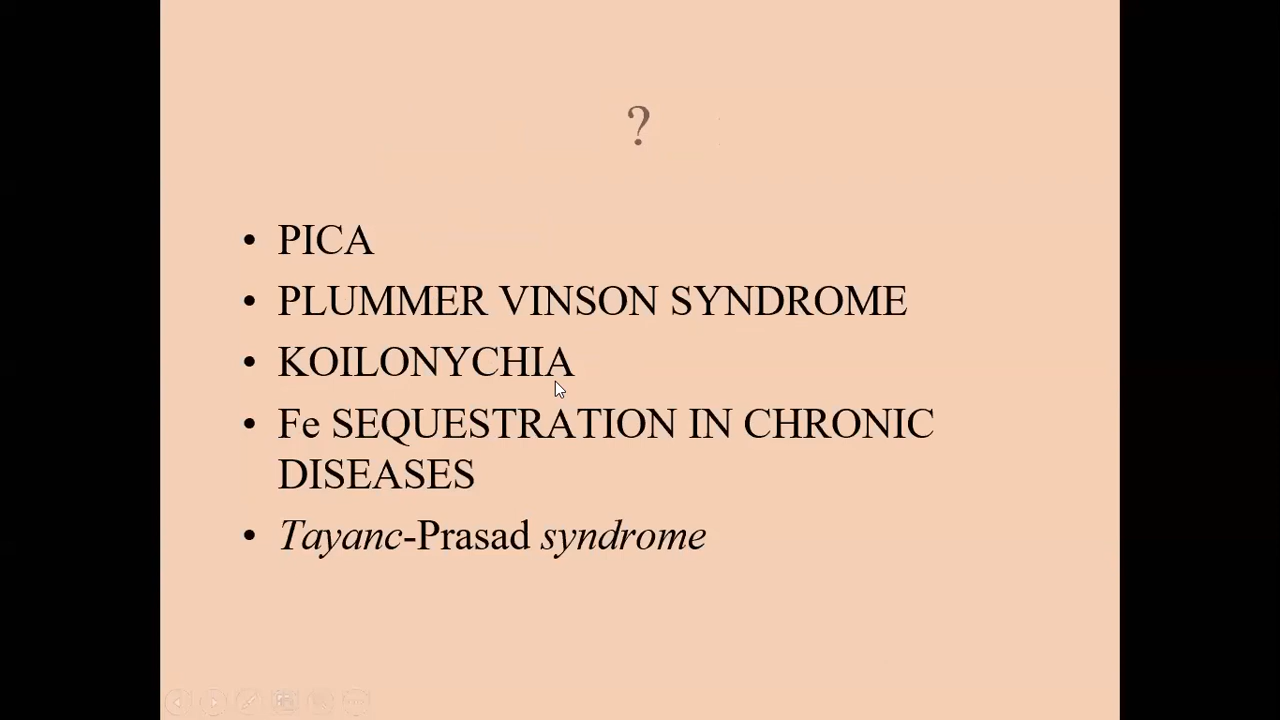 ?
• PICA
• PLUMMER VINSON SYNDROME
• KOILONYCHIA
• Fe SEQUESTRATION IN CHRONIC
DISEASES
• Tayanc-Prasad syndrome